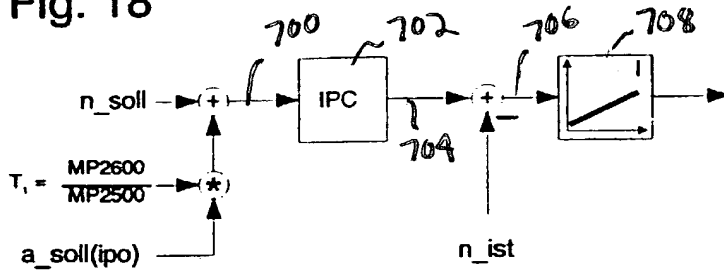 Fig. 18
700 702 706 708
n_soll + IPC + I
−
704
T₁ = MP2600
MP2500 *
a_soll(ipo) n_ist